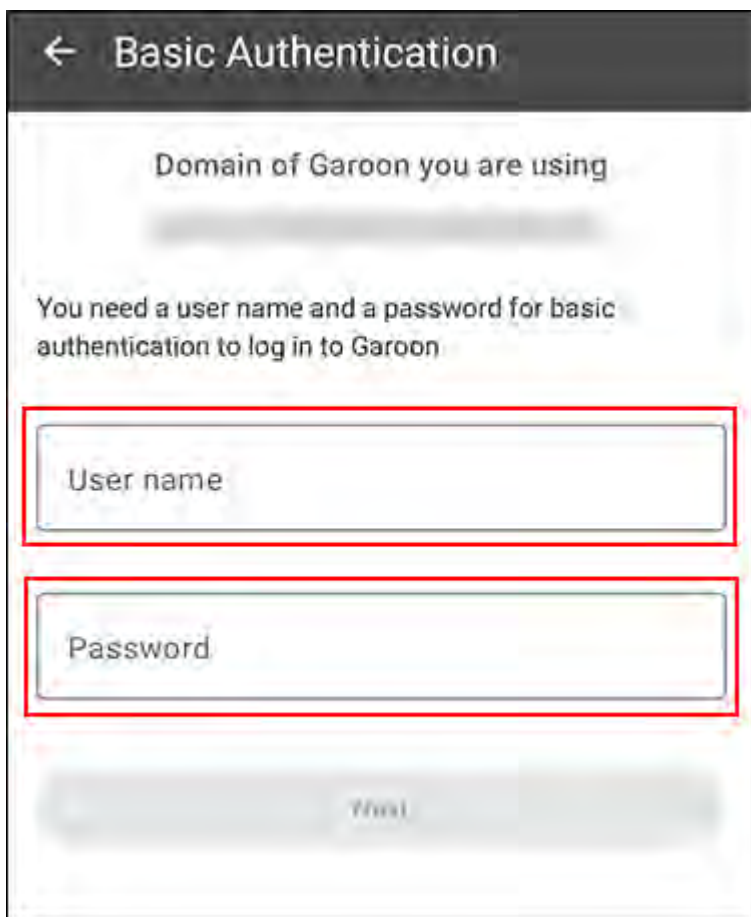 Basic Authentication
Domain of Garoon you are using
You need a user name and a password for basic
authentication to log in to Garoon
User name
Password